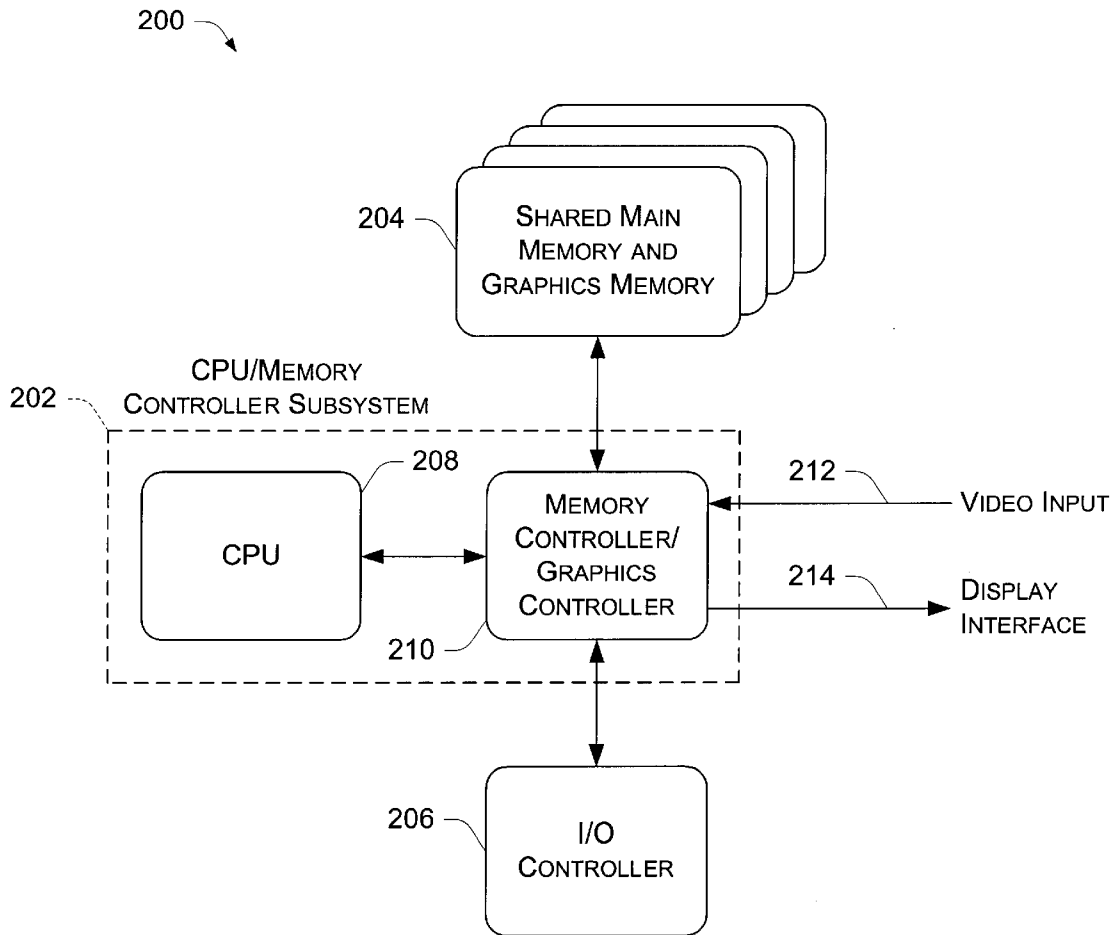 200
204
SHARED MAIN
MEMORY AND
GRAPHICS MEMORY
CPU/MEMORY
CONTROLLER SUBSYSTEM
202
208
CPU
MEMORY
CONTROLLER/
GRAPHICS
CONTROLLER
210
212
VIDEO INPUT
214
DISPLAY
INTERFACE
206
I/O
CONTROLLER